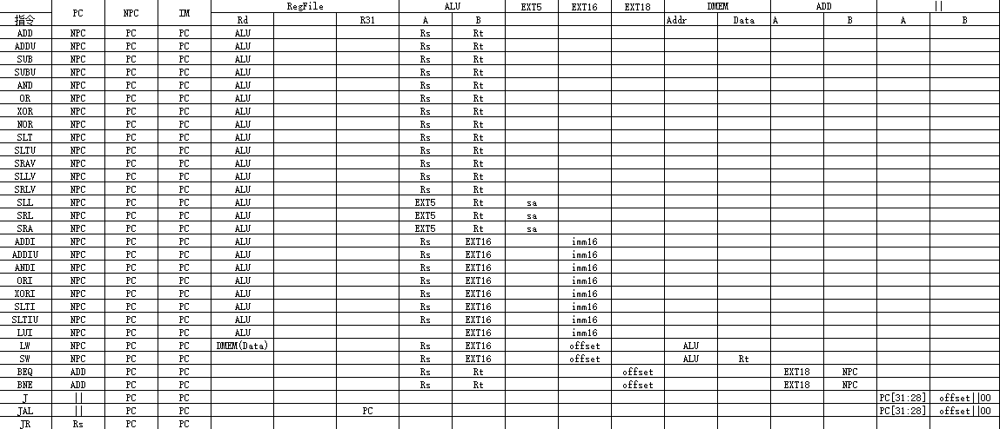 PC NPC IM RegFile ALU EXT5 EXT16 EXT18 DMEM ADD ||
指令 Rd R31 A B Addr Data A B A B
ADD NPC PC PC ALU Rs Rt
ADDU NPC PC PC ALU Rs Rt
SUB NPC PC PC ALU Rs Rt
SUBU NPC PC PC ALU Rs Rt
AND NPC PC PC ALU Rs Rt
OR NPC PC PC ALU Rs Rt
XOR NPC PC PC ALU Rs Rt
NOR NPC PC PC ALU Rs Rt
SLT NPC PC PC ALU Rs Rt
SLTU NPC PC PC ALU Rs Rt
SRAV NPC PC PC ALU Rs Rt
SLLV NPC PC PC ALU Rs Rt
SRLV NPC PC PC ALU Rs Rt
SLL NPC PC PC ALU EXT5 Rt sa
SRL NPC PC PC ALU EXT5 Rt sa
SRA NPC PC PC ALU EXT5 Rt sa
ADDI NPC PC PC ALU Rs EXT16 imm16
ADDIU NPC PC PC ALU Rs EXT16 imm16
ANDI NPC PC PC ALU Rs EXT16 imm16
ORI NPC PC PC ALU Rs EXT16 imm16
XORI NPC PC PC ALU Rs EXT16 imm16
SLTI NPC PC PC ALU Rs EXT16 imm16
SLTIU NPC PC PC ALU Rs EXT16 imm16
LUI NPC PC PC ALU EXT16 imm16
LW NPC PC PC DMEM(Data) Rs EXT16 offset ALU
SW NPC PC PC Rs EXT16 offset ALU Rt
BEQ ADD PC PC Rs Rt offset EXT18 NPC
BNE ADD PC PC Rs Rt offset EXT18 NPC
J || PC PC PC[31:28] offset||00
JAL || PC PC PC PC[31:28] offset||00
JR Rs PC PC